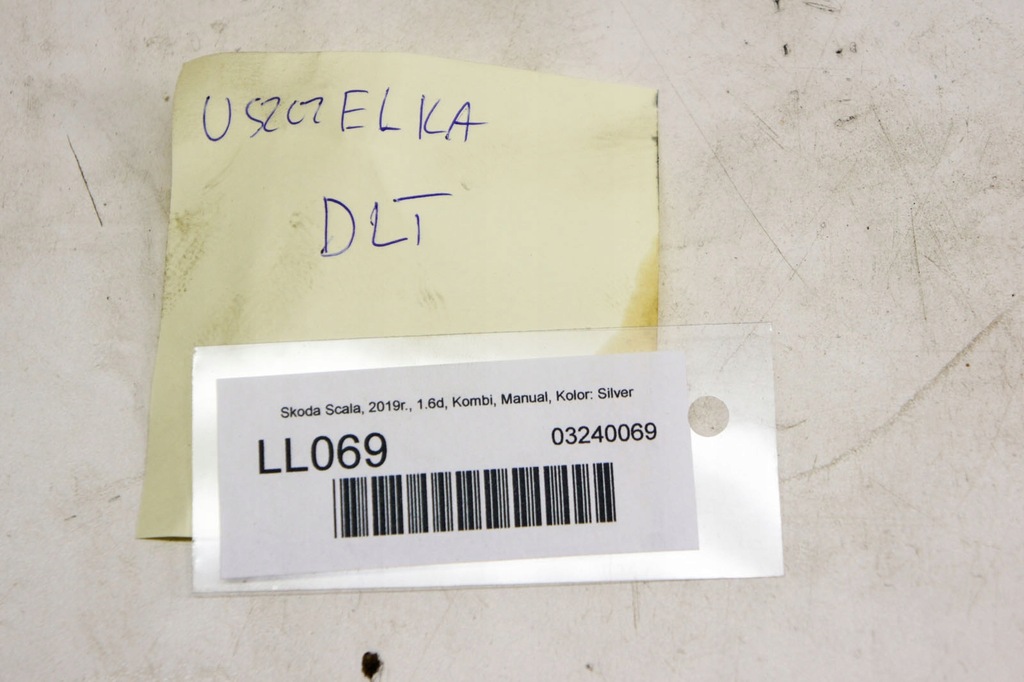 USZCZELKA
DLT
Skoda Scala, 2019r., 1.6d, Kombi, Manual, Kolor: Silver
LL069
03240069